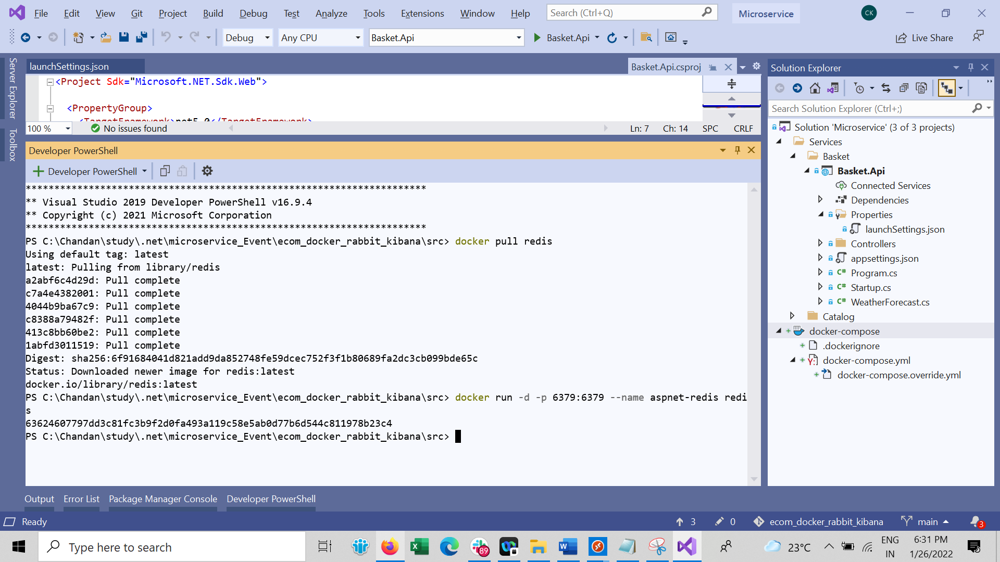 File Edit View Git Project Build Debug Test Analyze Tools Extensions Window Help Search (Ctrl+Q) Microservice CK
Debug Any CPU Basket.Api Basket.Api Live Share
Server Explorer
Toolbox
launchSettings.json Basket.Api.csproj
<Project Sdk="Microsoft.NET.Sdk.Web">
<PropertyGroup>
<TargetFramework>net5.0</TargetFramework>
100 % No issues found Ln: 7 Ch: 14 SPC CRLF
Developer PowerShell
Developer PowerShell
**********************************************************************
** Visual Studio 2019 Developer PowerShell v16.9.4
** Copyright (c) 2021 Microsoft Corporation
**********************************************************************
PS C:\Chandan\study\.net\microservice_Event\ecom_docker_rabbit_kibana\src> docker pull redis
Using default tag: latest
latest: Pulling from library/redis
a2abf6c4d29d: Pull complete
c7a4e4382001: Pull complete
4044b9ba67c9: Pull complete
c8388a79482f: Pull complete
413c8bb60be2: Pull complete
1abfd3011519: Pull complete
Digest: sha256:6f91684041d821add9da852748fe59dcec752f3f1b80689fa2dc3cb099bde65c
Status: Downloaded newer image for redis:latest
docker.io/library/redis:latest
PS C:\Chandan\study\.net\microservice_Event\ecom_docker_rabbit_kibana\src> docker run -d -p 6379:6379 --name aspnet-redis redi
s
63624607797dd3c81fc3b9f2d0fa493a119c58e5ab0d77b6d544c811978b23c4
PS C:\Chandan\study\.net\microservice_Event\ecom_docker_rabbit_kibana\src>
Solution Explorer
Search Solution Explorer (Ctrl+;)
Solution 'Microservice' (3 of 3 projects)
Services
Basket
Basket.Api
Connected Services
Dependencies
Properties
launchSettings.json
Controllers
appsettings.json
C# Program.cs
C# Startup.cs
C# WeatherForecast.cs
Catalog
docker-compose
.dockerignore
docker-compose.yml
docker-compose.override.yml
Output Error List Package Manager Console Developer PowerShell
Ready 3 0 ecom_docker_rabbit_kibana main 3
Type here to search 89 23°C ENG IN 6:31 PM 1/26/2022